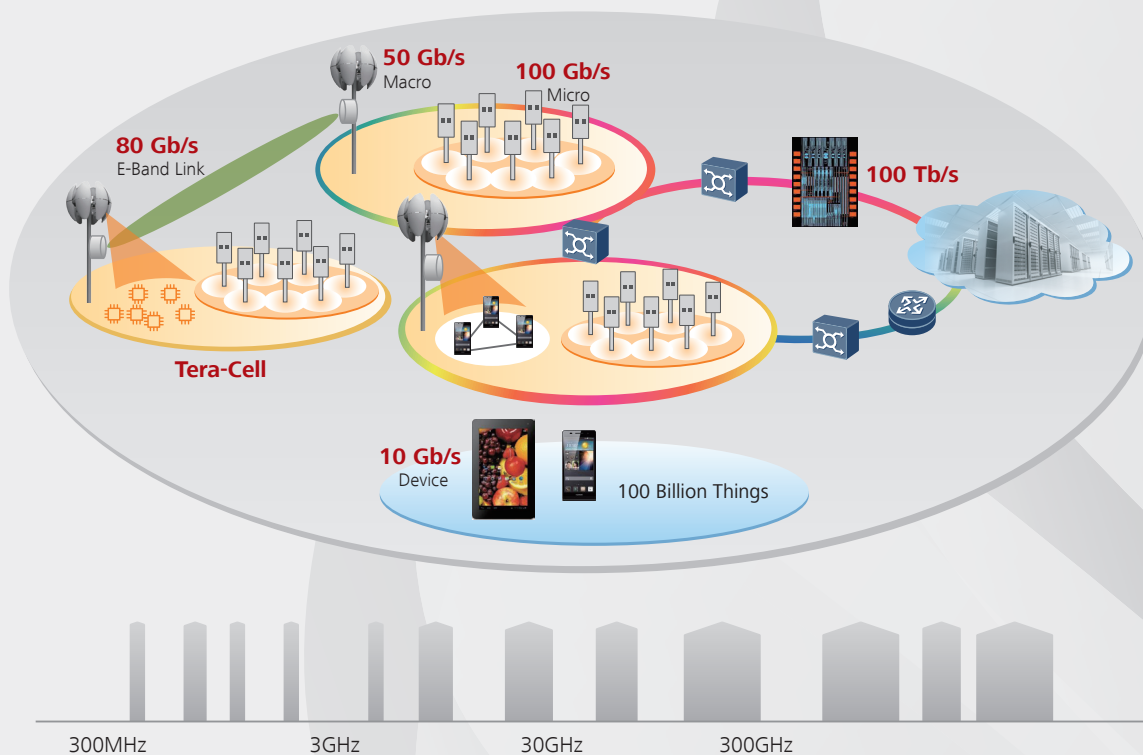 50 Gb/s
Macro
100 Gb/s
Micro
80 Gb/s
E-Band Link
100 Tb/s
Tera-Cell
10 Gb/s
Device
100 Billion Things
300MHz
3GHz
30GHz
300GHz